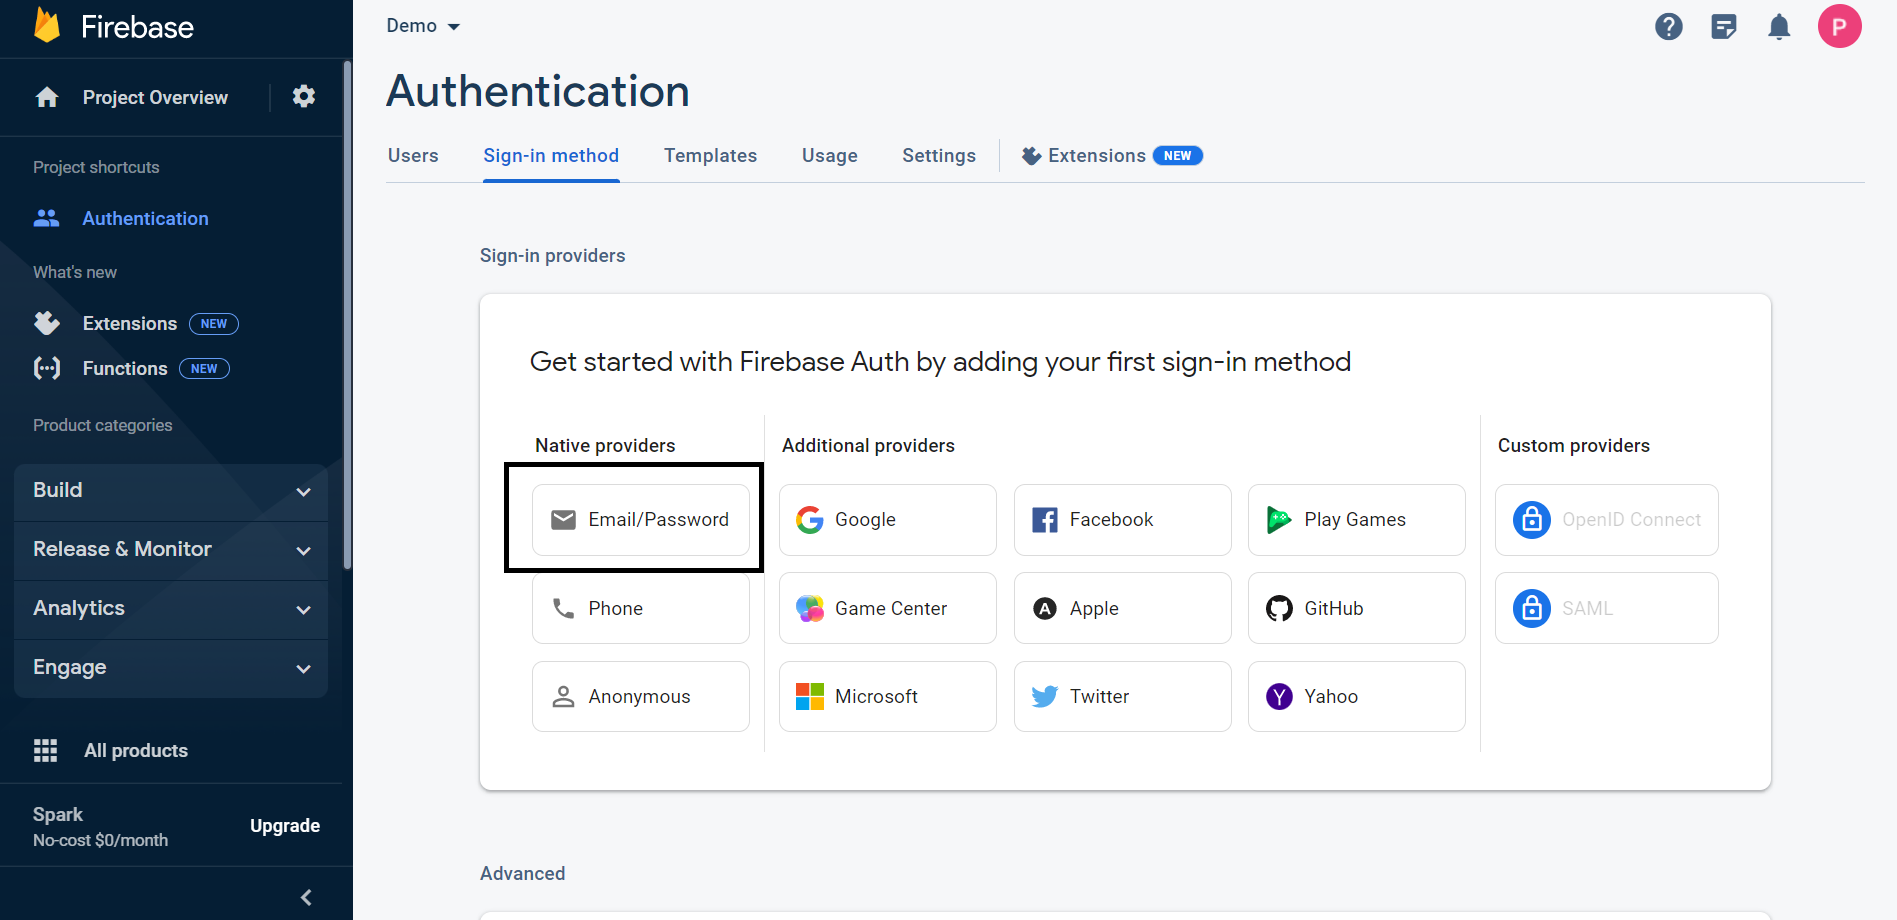 Firebase
Project Overview
Project shortcuts
Authentication
What's new
Extensions NEW
Functions NEW
Product categories
Build
Release & Monitor
Analytics
Engage
All products
Spark
No-cost $0/month
Upgrade
Demo
P
Authentication
Users Sign-in method Templates Usage Settings Extensions NEW
Sign-in providers
Get started with Firebase Auth by adding your first sign-in method
Native providers
Email/Password
Phone
Anonymous
Additional providers
Google Facebook Play Games
Game Center Apple GitHub
Microsoft Twitter Yahoo
Custom providers
OpenID Connect
SAML
Advanced